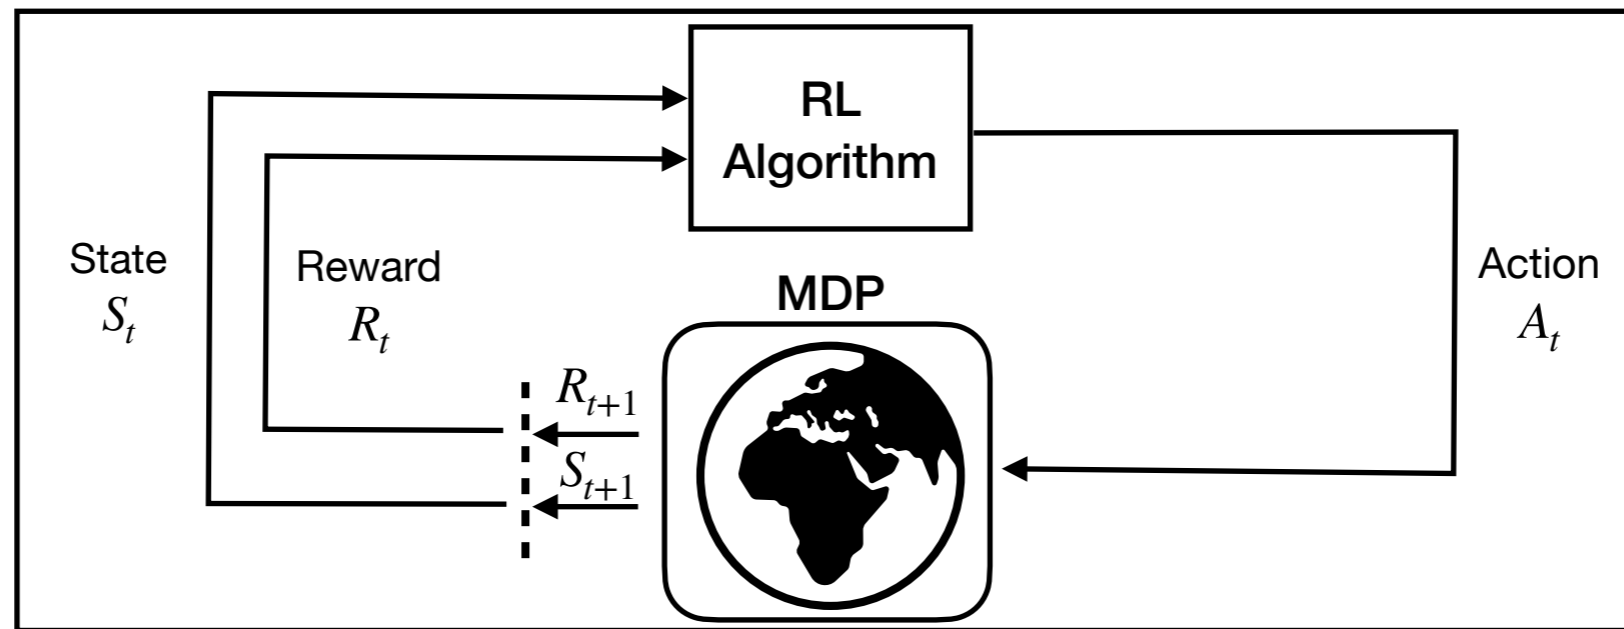 RL
Algorithm
State
S_t
Reward
R_t
MDP
Action
A_t
R_{t+1}
S_{t+1}